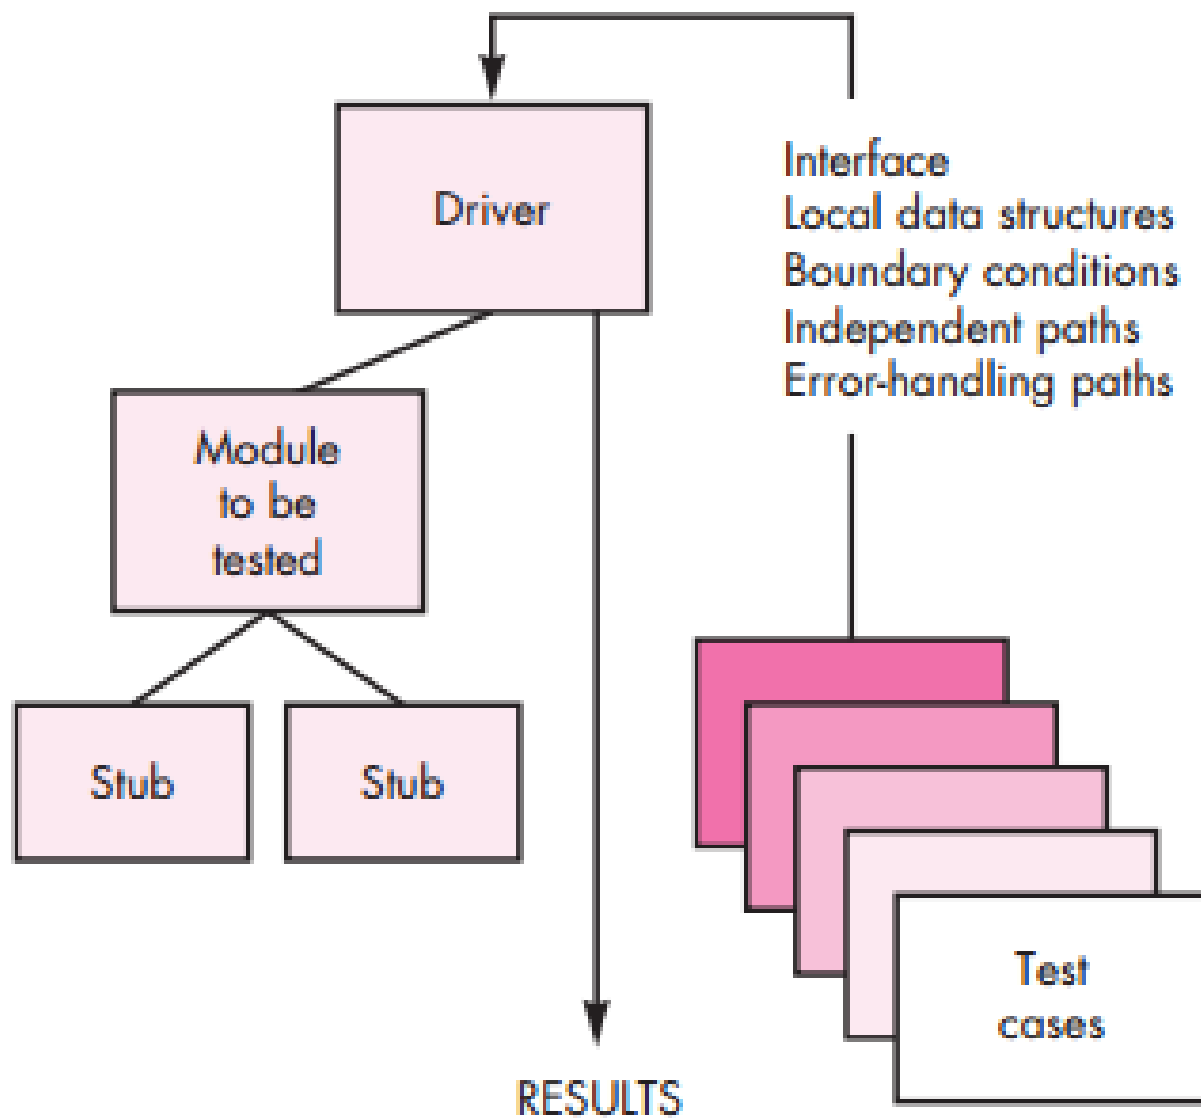 Driver
Interface
Local data structures
Boundary conditions
Independent paths
Error-handling paths
Module
to be
tested
Stub
Stub
Test
cases
RESULTS